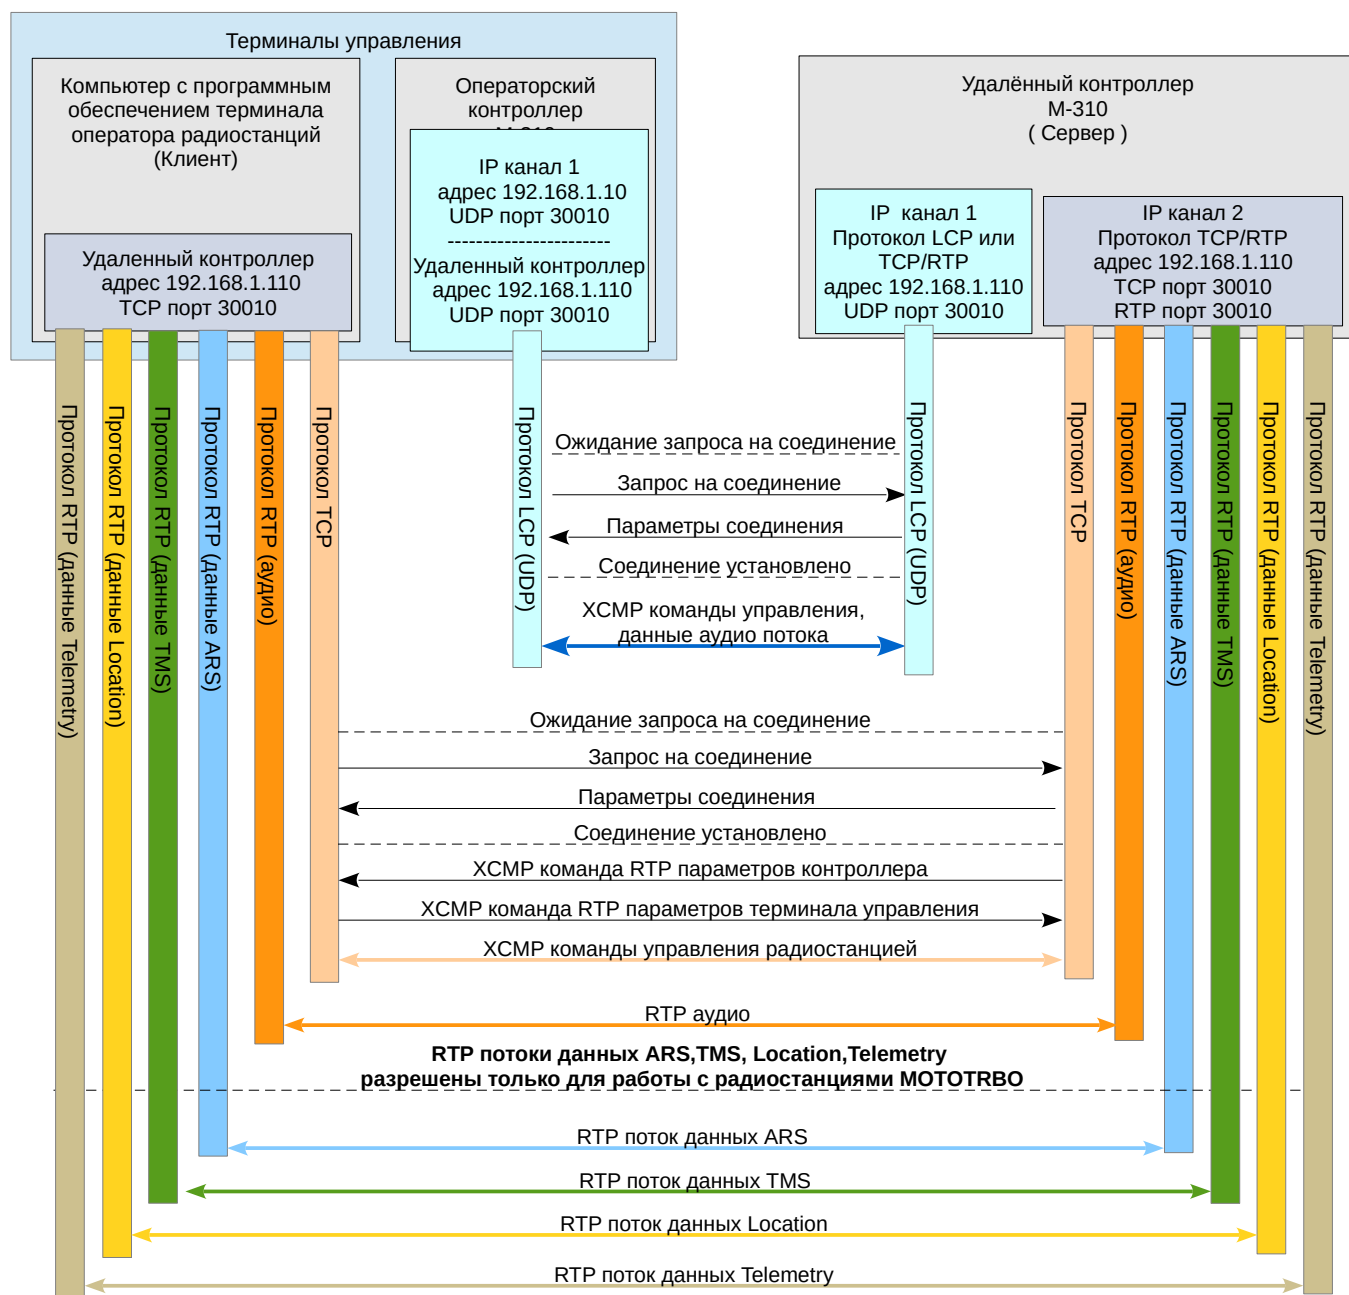 Терминалы управления
Компьютер с программным
обеспечением терминала
оператора радиостанций
(Клиент)
Удаленный контроллер
адрес 192.168.1.110
TCP порт 30010
Операторский
контроллер
IP канал 1
адрес 192.168.1.10
UDP порт 30010
-----------------------
Удаленный контроллер
адрес 192.168.1.110
UDP порт 30010
Удалённый контроллер
М-310
( Сервер )
IP канал 1
Протокол LCP или
TCP/RTP
адрес 192.168.1.110
UDP порт 30010
IP канал 2
Протокол TCP/RTP
адрес 192.168.1.110
TCP порт 30010
RTP порт 30010
Протокол RTP (данные Telemetry)
Протокол RTP (данные Location)
Протокол RTP (данные TMS)
Протокол RTP (данные ARS)
Протокол RTP (аудио)
Протокол TCP
Протокол LCP (UDP)
Протокол LCP (UDP)
Протокол TCP
Протокол RTP (аудио)
Протокол RTP (данные ARS)
Протокол RTP (данные TMS)
Протокол RTP (данные Location)
Протокол RTP (данные Telemetry)
Ожидание запроса на соединение
Запрос на соединение
Параметры соединения
Соединение установлено
XCMP команды управления,
данные аудио потока
Ожидание запроса на соединение
Запрос на соединение
Параметры соединения
Соединение установлено
XCMP команда RTP параметров контроллера
XCMP команда RTP параметров терминала управления
XCMP команды управления радиостанцией
RTP аудио
RTP потоки данных ARS,TMS, Location,Telemetry
разрешены только для работы с радиостанциями MOTOTRBO
RTP поток данных ARS
RTP поток данных TMS
RTP поток данных Location
RTP поток данных Telemetry